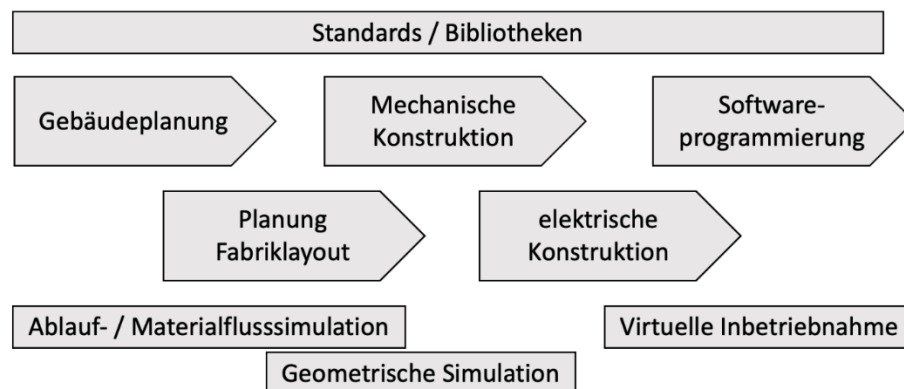 Standards / Bibliotheken
Gebäudeplanung
Mechanische
Konstruktion
Software-
programmierung
Planung
Fabriklayout
elektrische
Konstruktion
Ablauf- / Materialflusssimulation
Virtuelle Inbetriebnahme
Geometrische Simulation